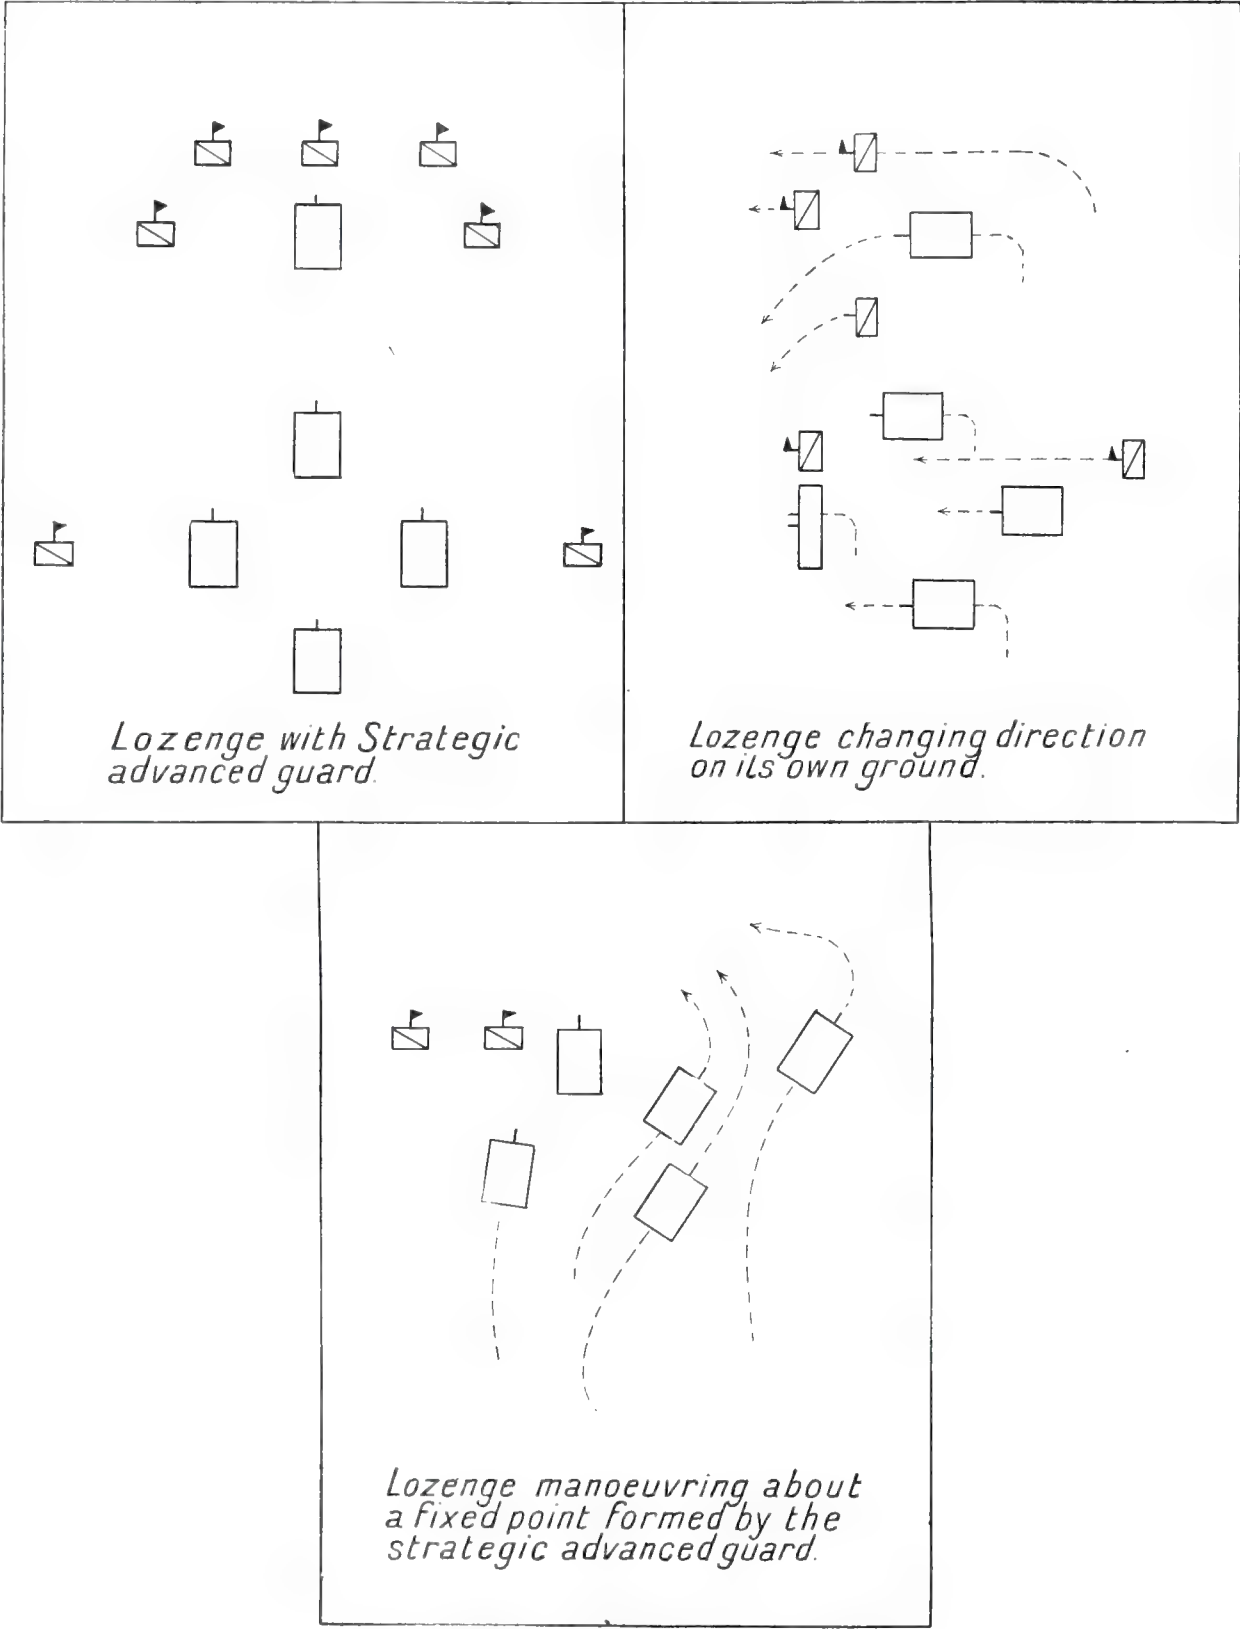 Lozenge with Strategic
advanced guard.
Lozenge changing direction
on its own ground.
Lozenge manoeuvring about
a fixed point formed by the
strategic advanced guard.